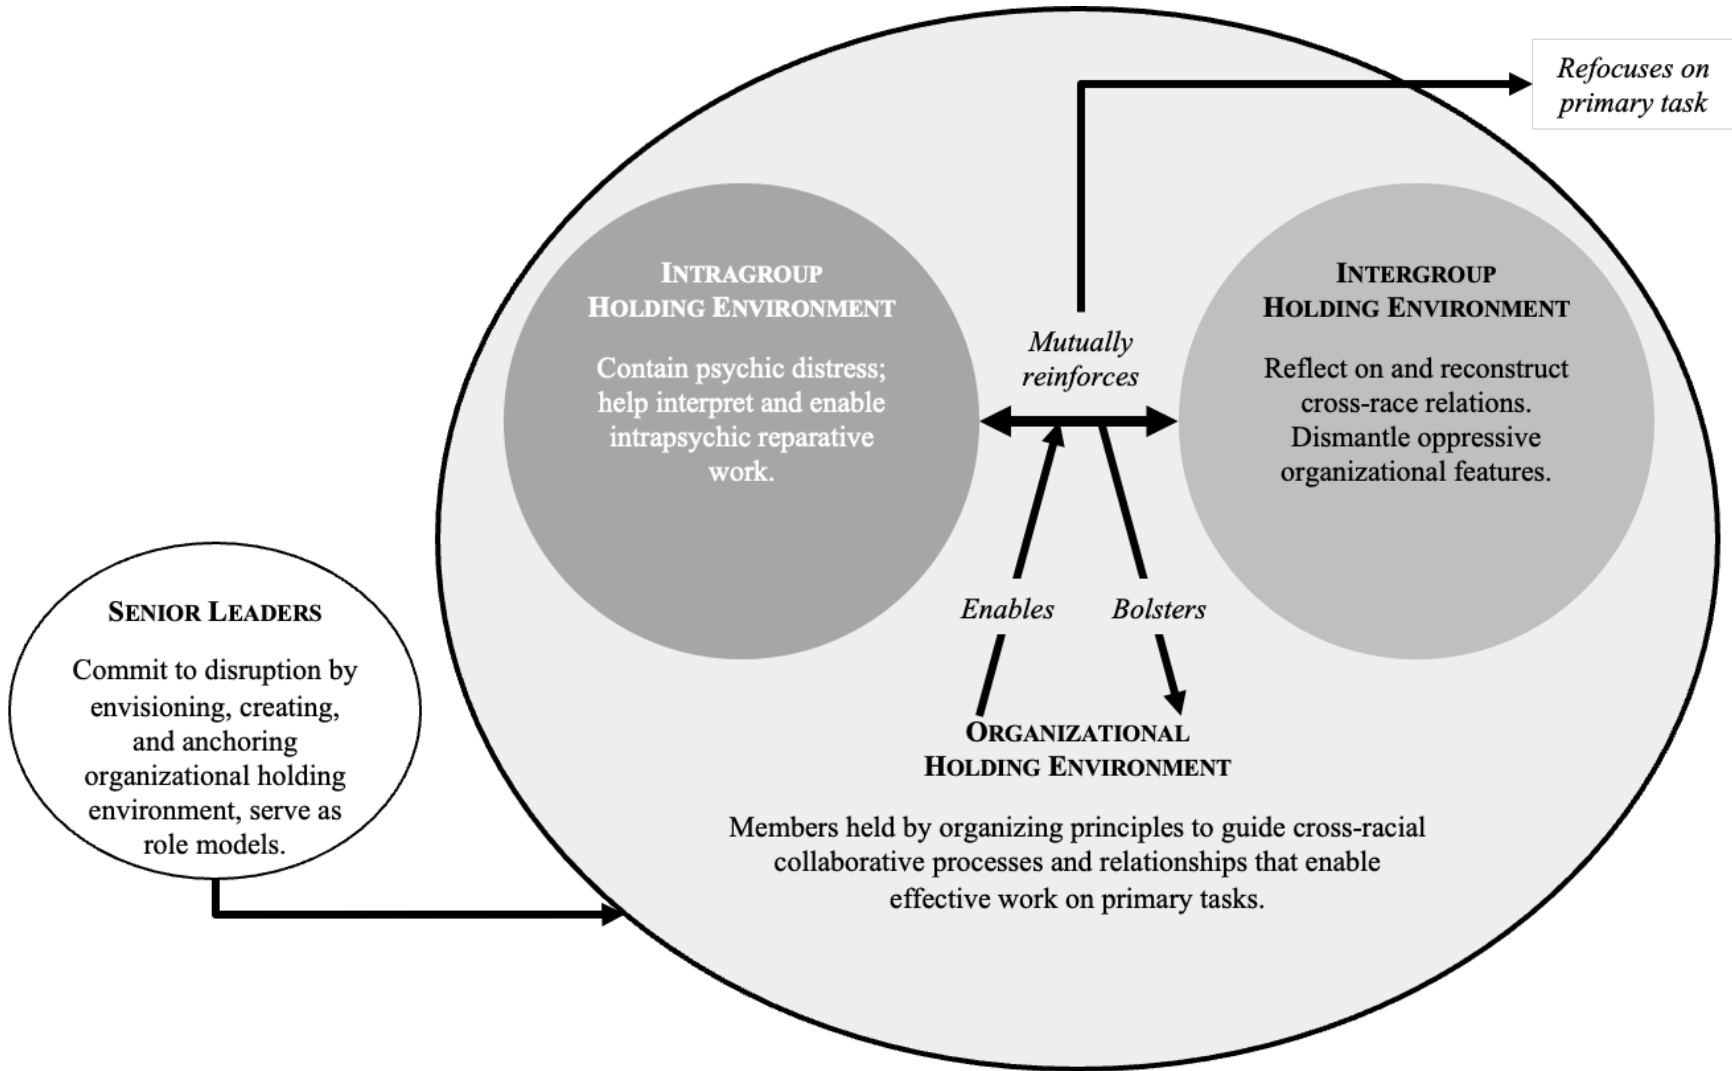 Refocuses on
primary task
INTRAGROUP
HOLDING ENVIRONMENT
Contain psychic distress;
help interpret and enable
intrapsychic reparative
work.
Mutually
reinforces
INTERGROUP
HOLDING ENVIRONMENT
Reflect on and reconstruct
cross-race relations.
Dismantle oppressive
organizational features.
Enables
Bolsters
SENIOR LEADERS
Commit to disruption by
envisioning, creating,
and anchoring
organizational holding
environment, serve as
role models.
ORGANIZATIONAL
HOLDING ENVIRONMENT
Members held by organizing principles to guide cross-racial
collaborative processes and relationships that enable
effective work on primary tasks.